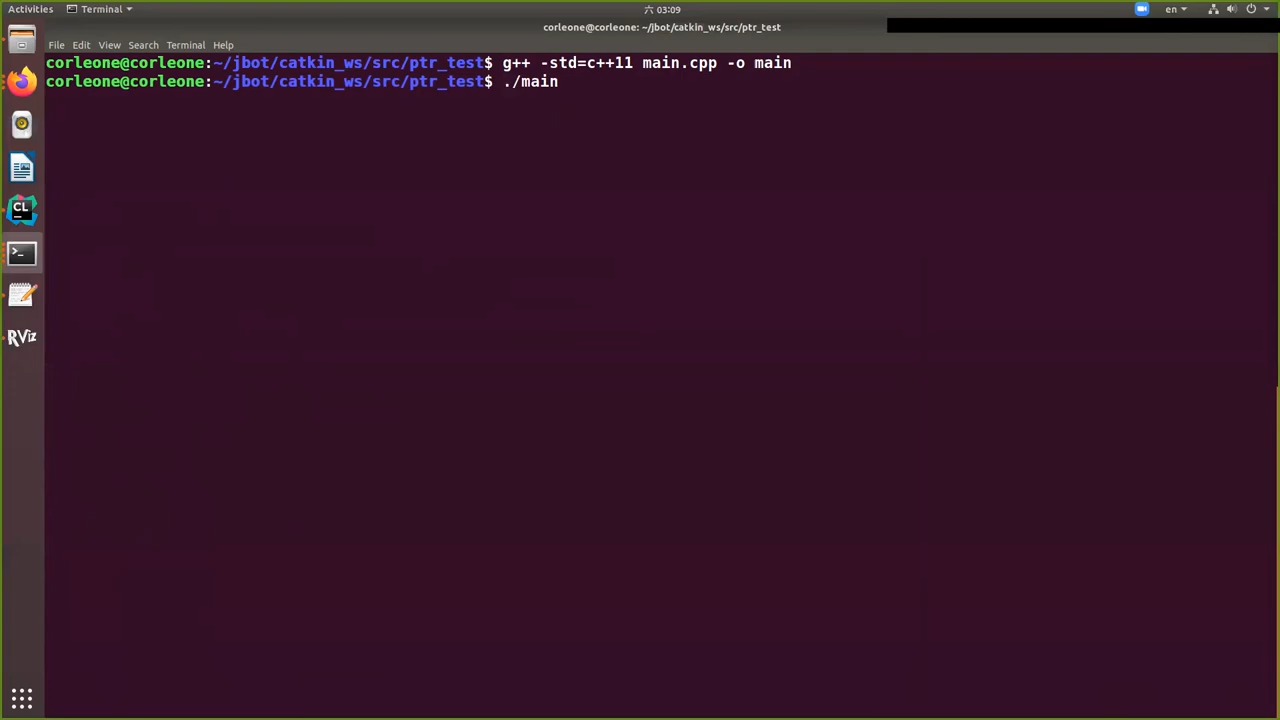 Activities Terminal 六 03:09 en
corleone@corleone: ~/jbot/catkin_ws/src/ptr_test
File Edit View Search Terminal Help
corleone@corleone:~/jbot/catkin_ws/src/ptr_test$ g++ -std=c++11 main.cpp -o main
corleone@corleone:~/jbot/catkin_ws/src/ptr_test$ ./main
CL
>_
RViz